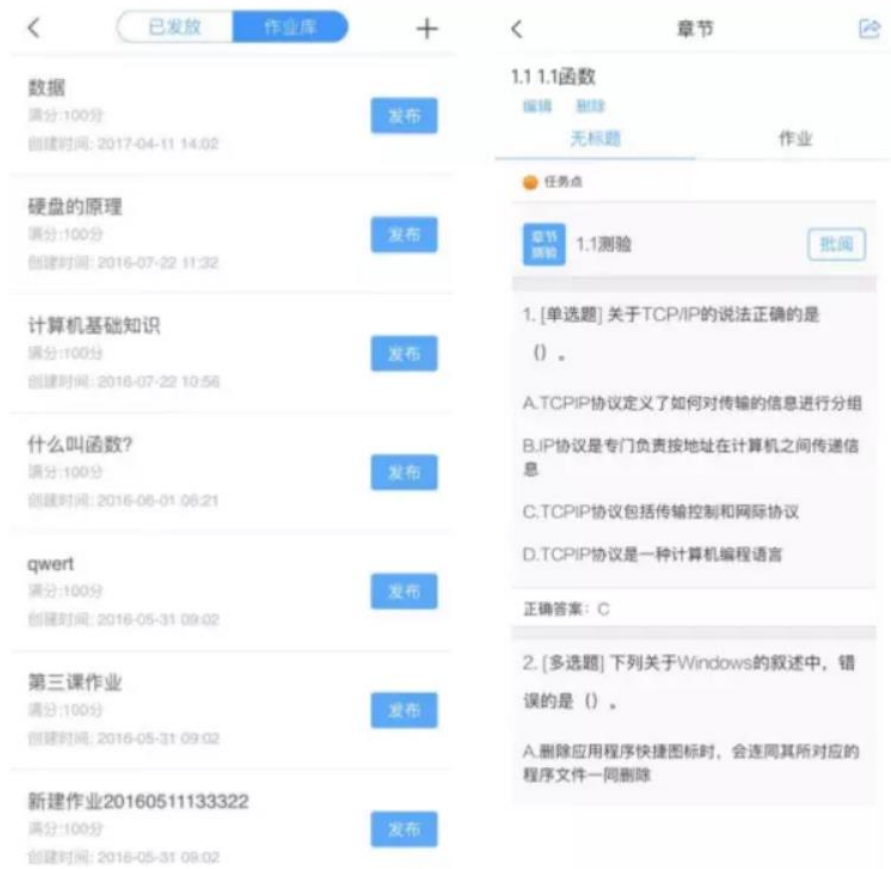 已发放
作业库
数据
满分:100分
创建时间: 2017-04-11 14:02
发布
硬盘的原理
满分:100分
创建时间: 2016-07-22 11:32
发布
计算机基础知识
满分:100分
创建时间: 2016-07-22 10:56
发布
什么叫函数?
满分:100分
创建时间: 2016-06-01 06:21
发布
qwert
满分:100分
创建时间: 2016-05-31 09:02
发布
第三课作业
满分:100分
创建时间: 2016-05-31 09:02
发布
新建作业20160511133322
满分:100分
创建时间: 2016-05-31 09:02
发布
章节
1.1 1.1函数
编辑 删除
无标题
作业
任务点
章节
测验
1.1测验
批阅
1. [单选题] 关于TCP/IP的说法正确的是
()。
A.TCPIP协议定义了如何对传输的信息进行分组
B.IP协议是专门负责按地址在计算机之间传递信
息
C.TCPIP协议包括传输控制和网际协议
D.TCPIP协议是一种计算机编程语言
正确答案：C
2. [多选题] 下列关于Windows的叙述中，错
误的是（）。
A.删除应用程序快捷图标时，会连同其所对应的
程序文件一同删除